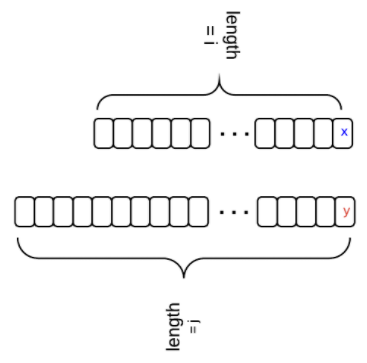 length
= i
x
y
length
= j